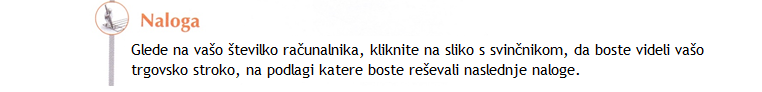 Naloga
Glede na vašo številko računalnika, kliknite na sliko s svinčnikom, da boste videli vašo
trgovsko stroko, na podlagi katere boste reševali naslednje naloge.